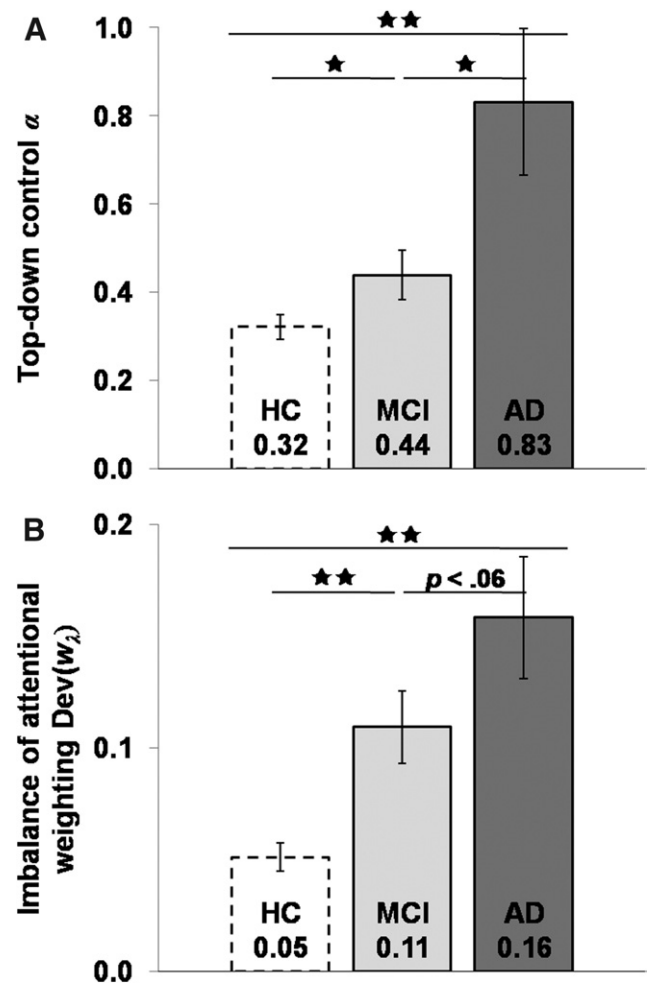 A
Top-down control α
1.0
0.8
0.6
0.4
0.2
0.0
★★
★ ★
HC MCI AD
0.32 0.44 0.83
B
Imbalance of attentional
weighting Dev(wλ)
0.2
0.1
0.0
★★
★★ p < .06
HC MCI AD
0.05 0.11 0.16